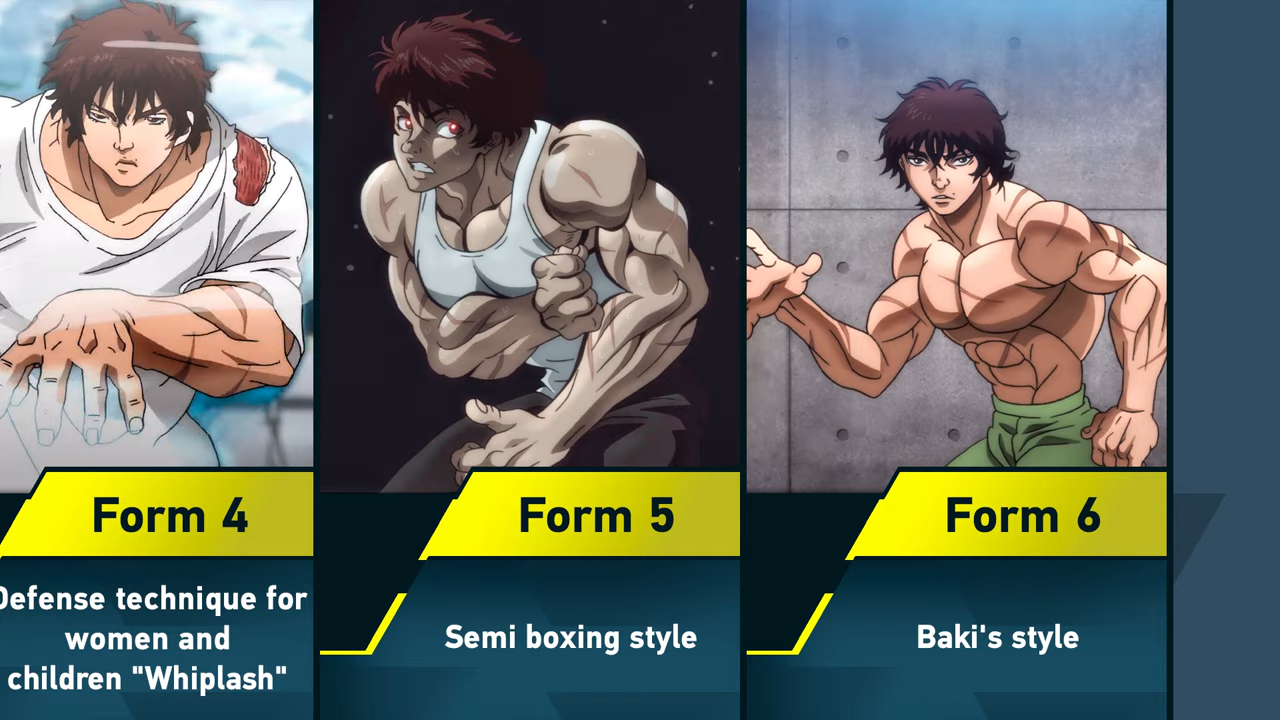 Form 4
Defense technique for
women and
children "Whiplash"
Form 5
Semi boxing style
Form 6
Baki's style